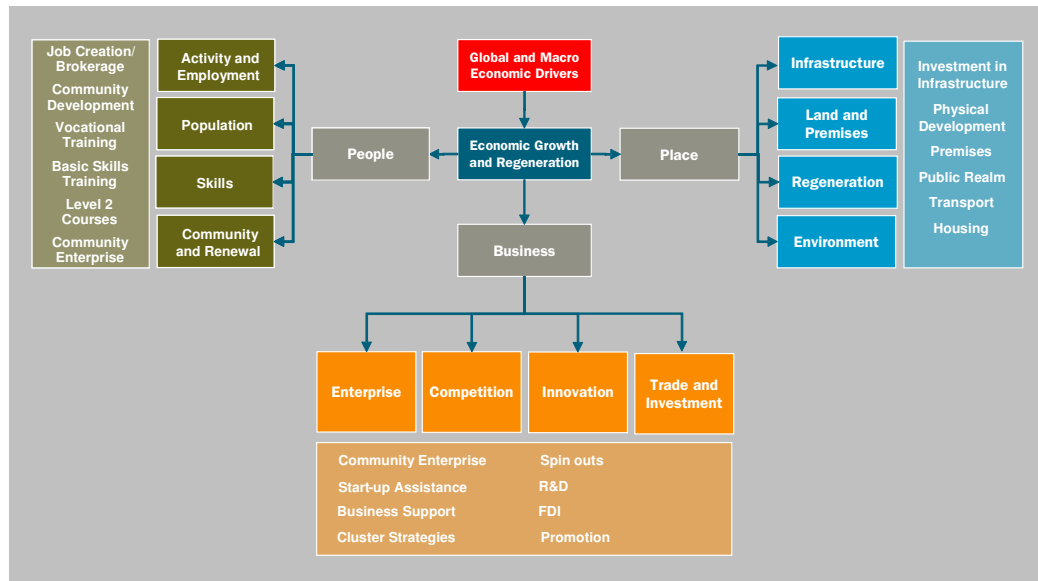 Job Creation/
Brokerage
Community
Development
Vocational
Training
Basic Skills
Training
Level 2
Courses
Community
Enterprise
Activity and
Employment
Population
Skills
Community
and Renewal
People
Global and Macro
Economic Drivers
Economic Growth
and Regeneration
Business
Place
Infrastructure
Land and
Premises
Regeneration
Environment
Investment in
Infrastructure
Physical
Development
Premises
Public Realm
Transport
Housing
Enterprise
Competition
Innovation
Trade and
Investment
Community Enterprise
Start-up Assistance
Business Support
Cluster Strategies
Spin outs
R&D
FDI
Promotion